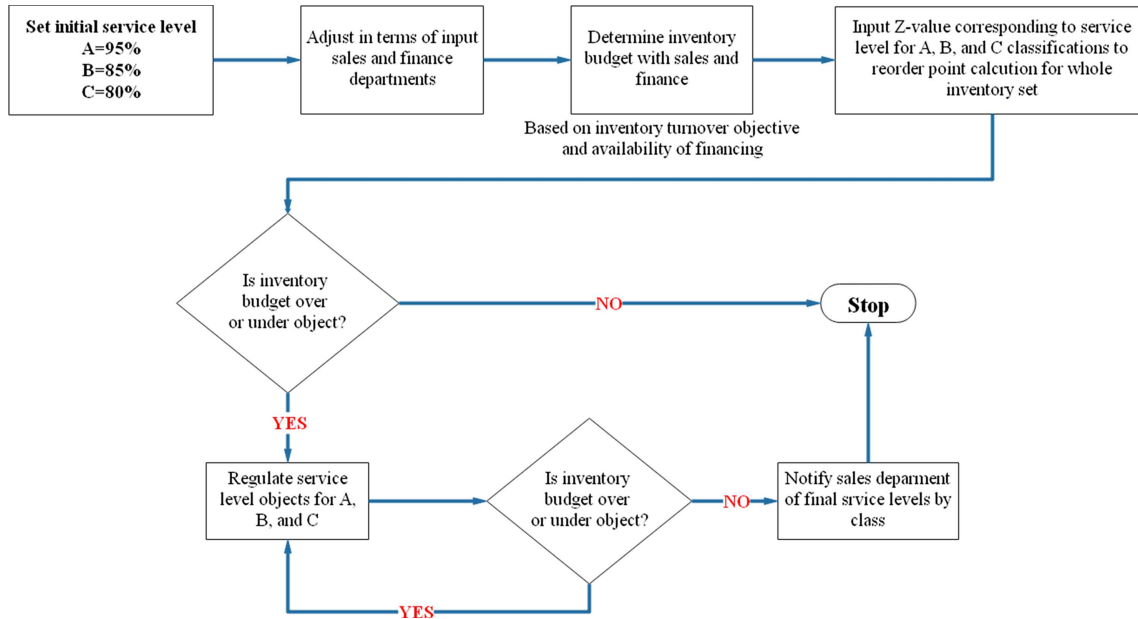 Set initial service level
A=95%
B=85%
C=80%
Adjust in terms of input
sales and finance
departments
Determine inventory
budget with sales and
finance
Input Z-value corresponding to service
level for A, B, and C classifications to
reorder point calcution for whole
inventory set
Based on inventory turnover objective
and availability of financing
Is inventory
budget over
or under object?
NO
Stop
YES
Regulate service
level objects for A,
B, and C
Is inventory
budget over
or under object?
NO
Notify sales deparment
of final srvice levels by
class
YES